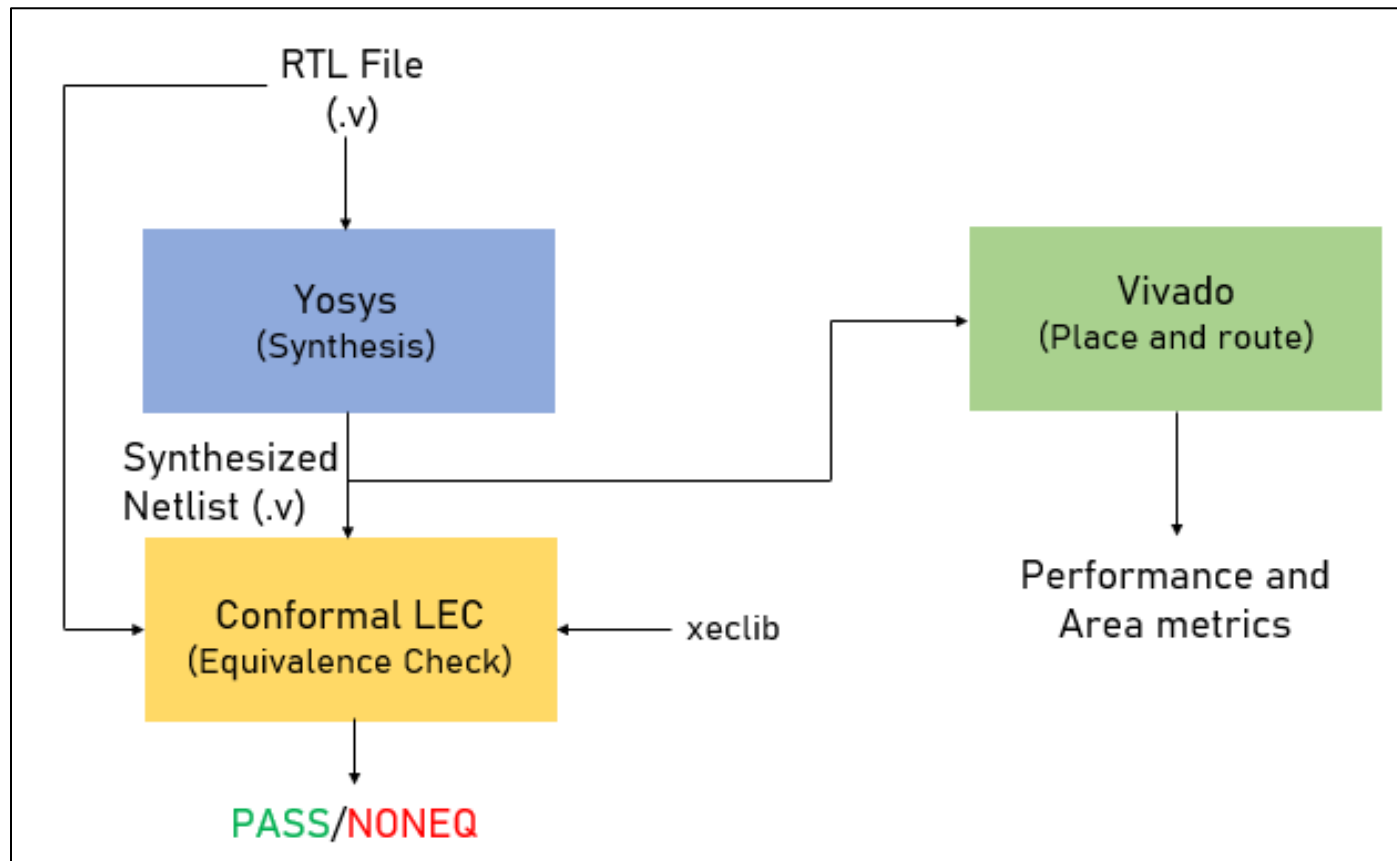 RTL File
(.v)
Yosys
(Synthesis)
Vivado
(Place and route)
Synthesized
Netlist (.v)
Conformal LEC
(Equivalence Check)
xeclib
Performance and
Area metrics
PASS/NONEQ